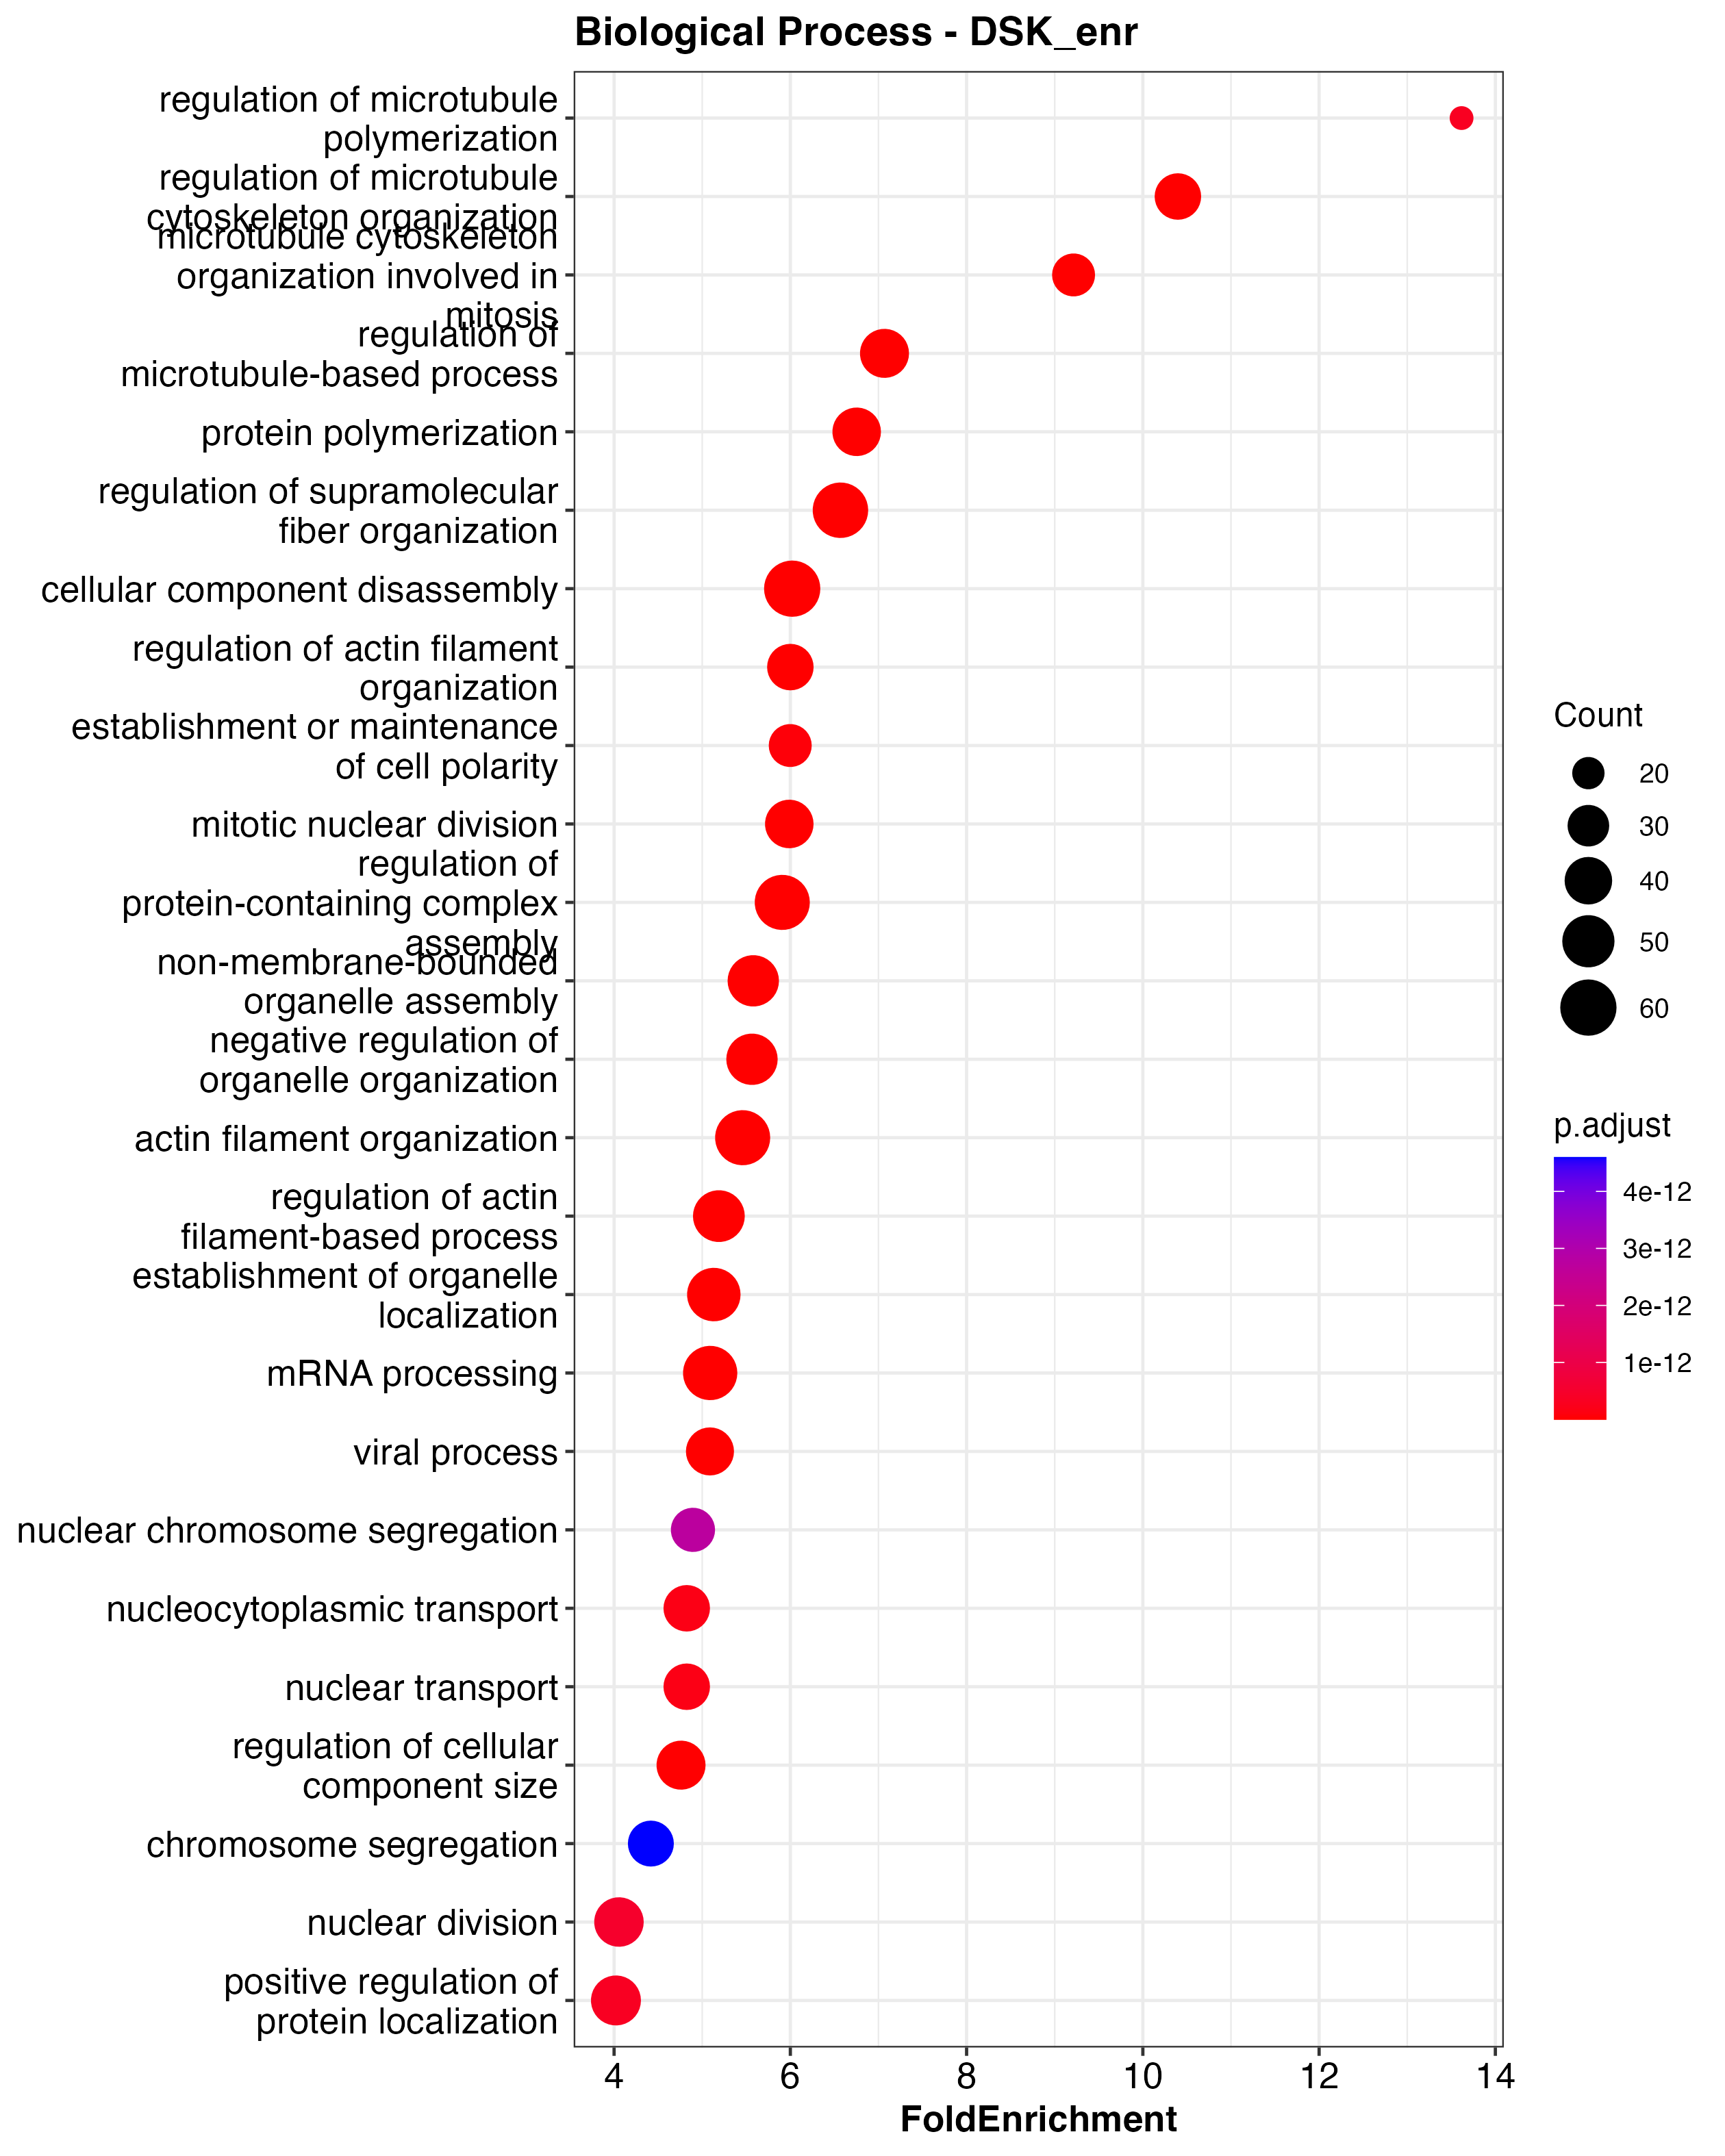 Biological Process - DSK_enr
regulation of microtubule
polymerization
regulation of microtubule
cytoskeleton organization
microtubule cytoskeleton
organization involved in
mitosis
regulation of
microtubule-based process
protein polymerization
regulation of supramolecular
fiber organization
cellular component disassembly
regulation of actin filament
organization
establishment or maintenance
of cell polarity
mitotic nuclear division
regulation of
protein-containing complex
assembly
non-membrane-bounded
organelle assembly
negative regulation of
organelle organization
actin filament organization
regulation of actin
filament-based process
establishment of organelle
localization
mRNA processing
viral process
nuclear chromosome segregation
nucleocytoplasmic transport
nuclear transport
regulation of cellular
component size
chromosome segregation
nuclear division
positive regulation of
protein localization
4 6 8 10 12 14
FoldEnrichment
Count
20
30
40
50
60
p.adjust
4e-12
3e-12
2e-12
1e-12